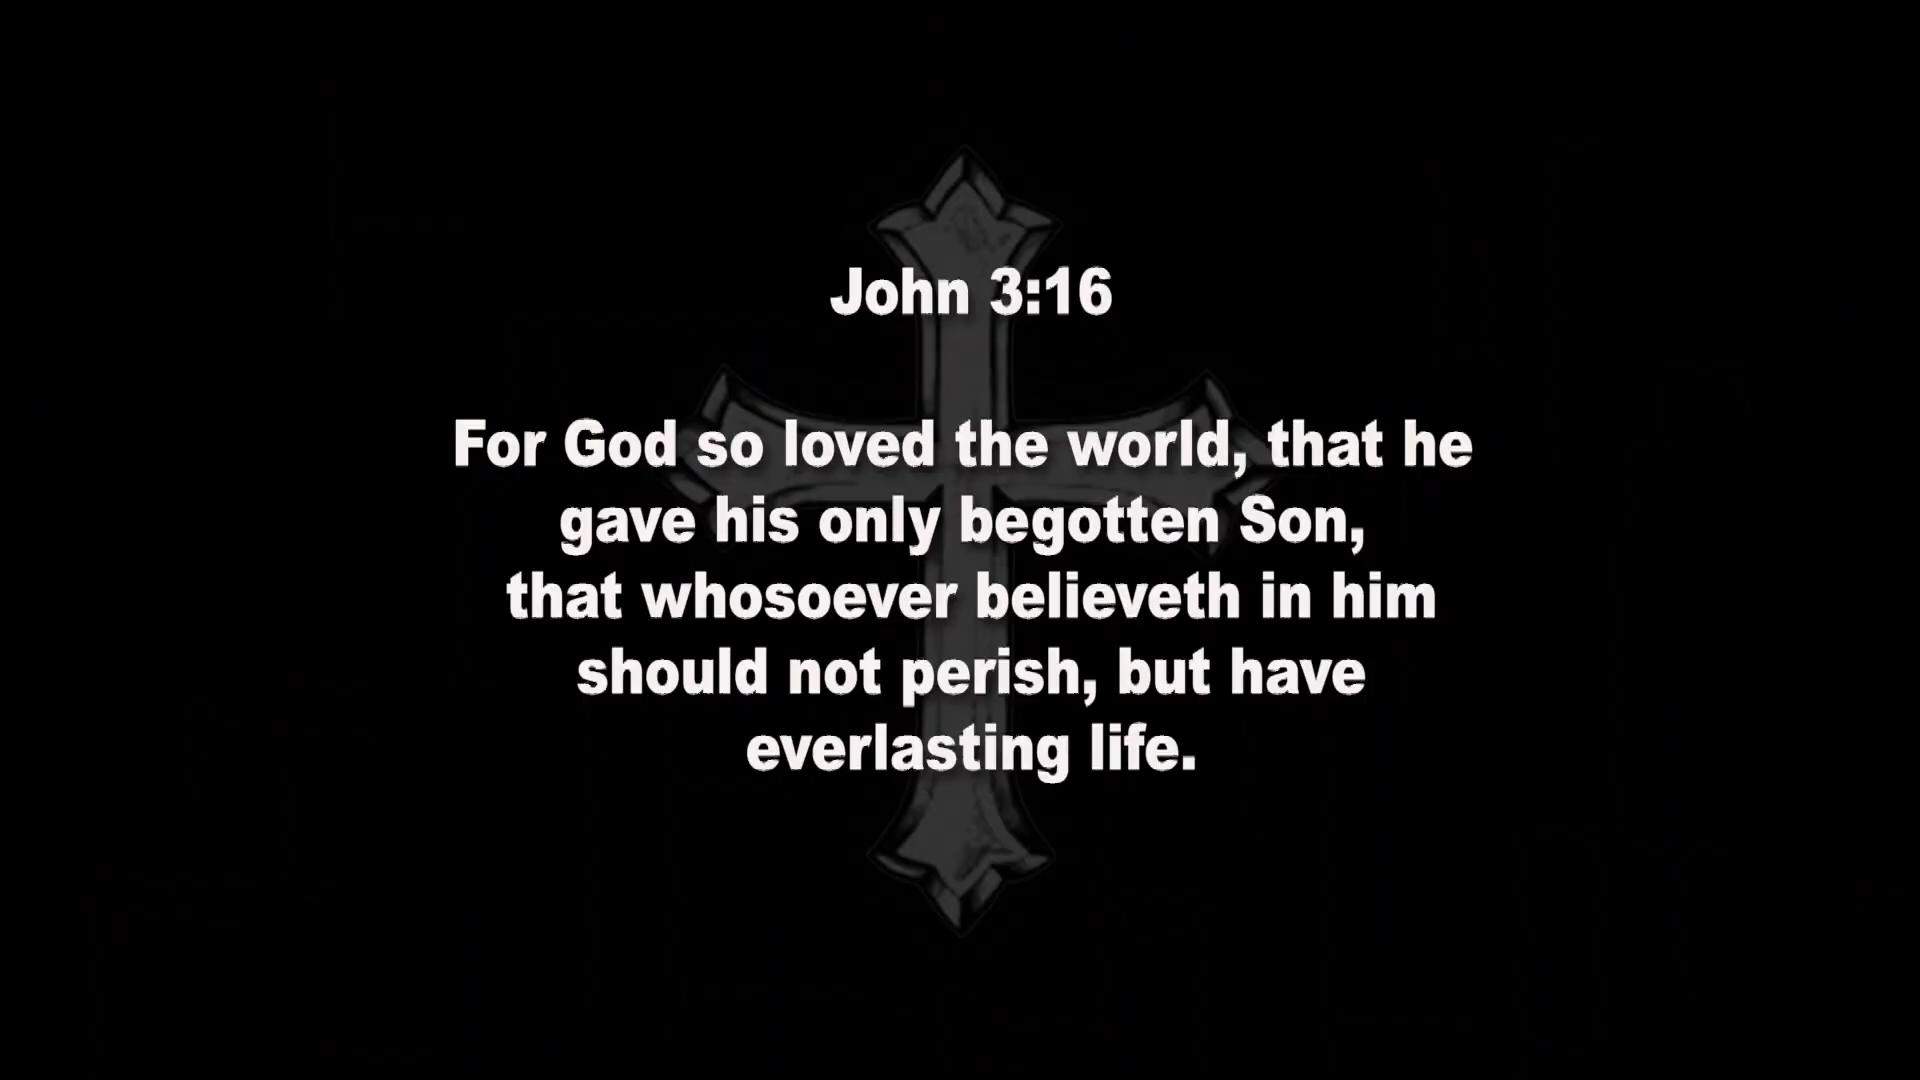 John 3:16
For God so loved the world, that he
gave his only begotten Son,
that whosoever believeth in him
should not perish, but have
everlasting life.